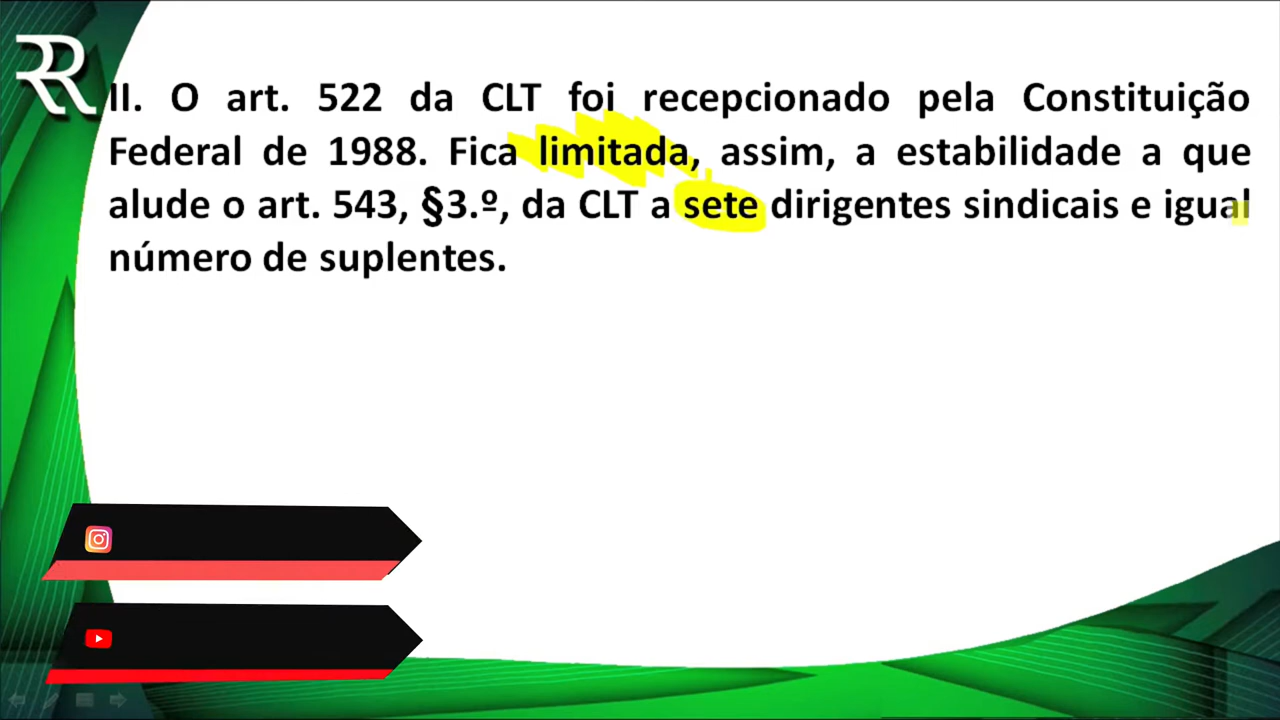 II. O art. 522 da CLT foi recepcionado pela Constituição
Federal de 1988. Fica limitada, assim, a estabilidade a que
alude o art. 543, §3.º, da CLT a sete dirigentes sindicais e igual
número de suplentes.